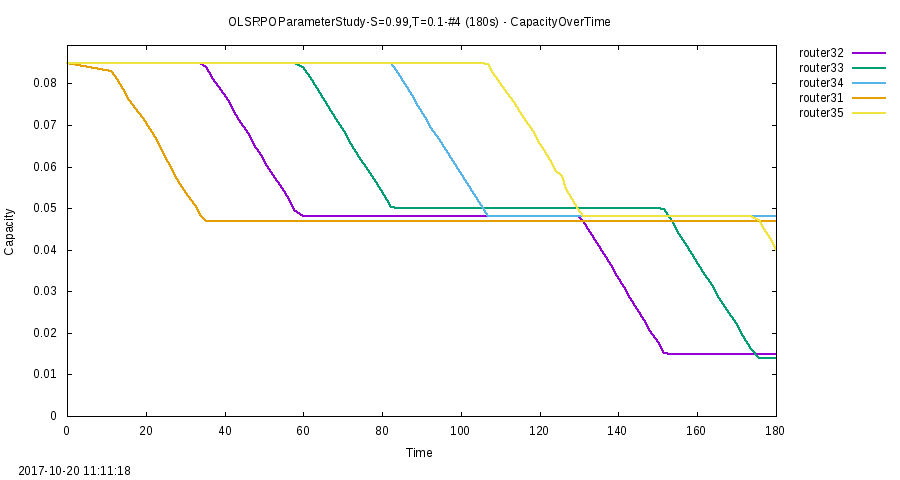 OLSRPOParameterStudy-S=0.99,T=0.1-#4 (180s) - CapacityOverTime
router32
router33
router34
router31
router35
0.08
0.07
0.06
0.05
0.04
0.03
0.02
0.01
0
Capacity
0 20 40 60 80 100 120 140 160 180
Time
2017-10-20 11:11:18